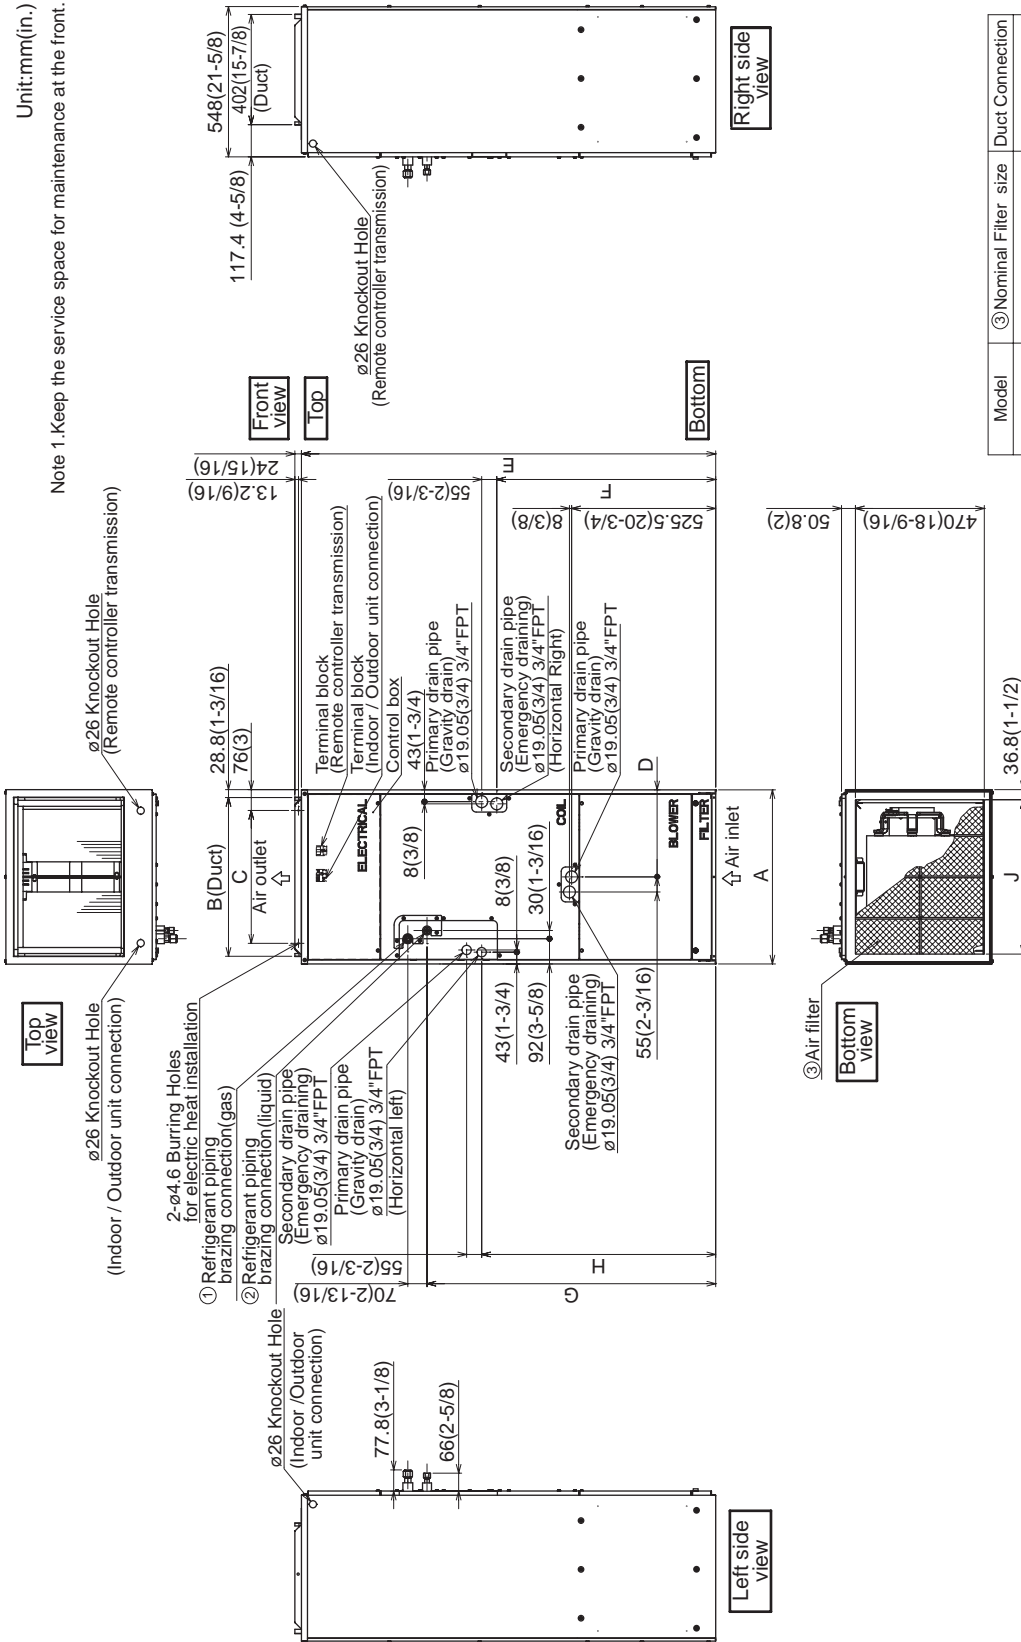 Unit:mm(in.)
Note 1.Keep the service space for maintenance at the front.
Top
view
ø26 Knockout Hole
(Indoor / Outdoor unit connection)
ø26 Knockout Hole
(Remote controller transmission)
Left side
view
ø26 Knockout Hole
(Indoor /Outdoor
unit connection)
77.8(3-1/8)
66(2-5/8)
Front
view
Top
Bottom
B(Duct)
28.8(1-3/16)
C
76(3)
Air outlet
2-ø4.6 Burring Holes
for electric heat installation
① Refrigerant piping
brazing connection(gas)
② Refrigerant piping
brazing connection(liquid)
Secondary drain pipe
(Emergency draining)
ø19.05(3/4) 3/4"FPT
Primary drain pipe
(Gravity drain)
ø19.05(3/4) 3/4"FPT
(Horizontal left)
70(2-13/16)
55(2-3/16)
G
H
ELECTRICAL
COIL
BLOWER
FILTER
8(3/8)
43(1-3/4)
8(3/8)
92(3-5/8)
30(1-3/16)
Secondary drain pipe
(Emergency draining)
ø19.05(3/4) 3/4"FPT
55(2-3/16)
D
Air inlet
A
Terminal block
(Remote controller transmission)
Terminal block
(Indoor / Outdoor unit connection)
Control box
43(1-3/4)
Primary drain pipe
(Gravity drain)
ø19.05(3/4) 3/4"FPT
Secondary drain pipe
(Emergency draining)
ø19.05(3/4) 3/4"FPT
(Horizontal Right)
Primary drain pipe
(Gravity drain)
ø19.05(3/4) 3/4"FPT
24(15/16)
13.2(9/16)
E
55(2-3/16)
F
8(3/8)
525.5(20-3/4)
Right side
view
548(21-5/8)
117.4 (4-5/8)
402(15-7/8)
(Duct)
ø26 Knockout Hole
(Remote controller transmission)
Bottom
view
③Air filter
50.8(2)
470(18-9/16)
J
36.8(1-1/2)
Model ③Nominal Filter size Duct Connection